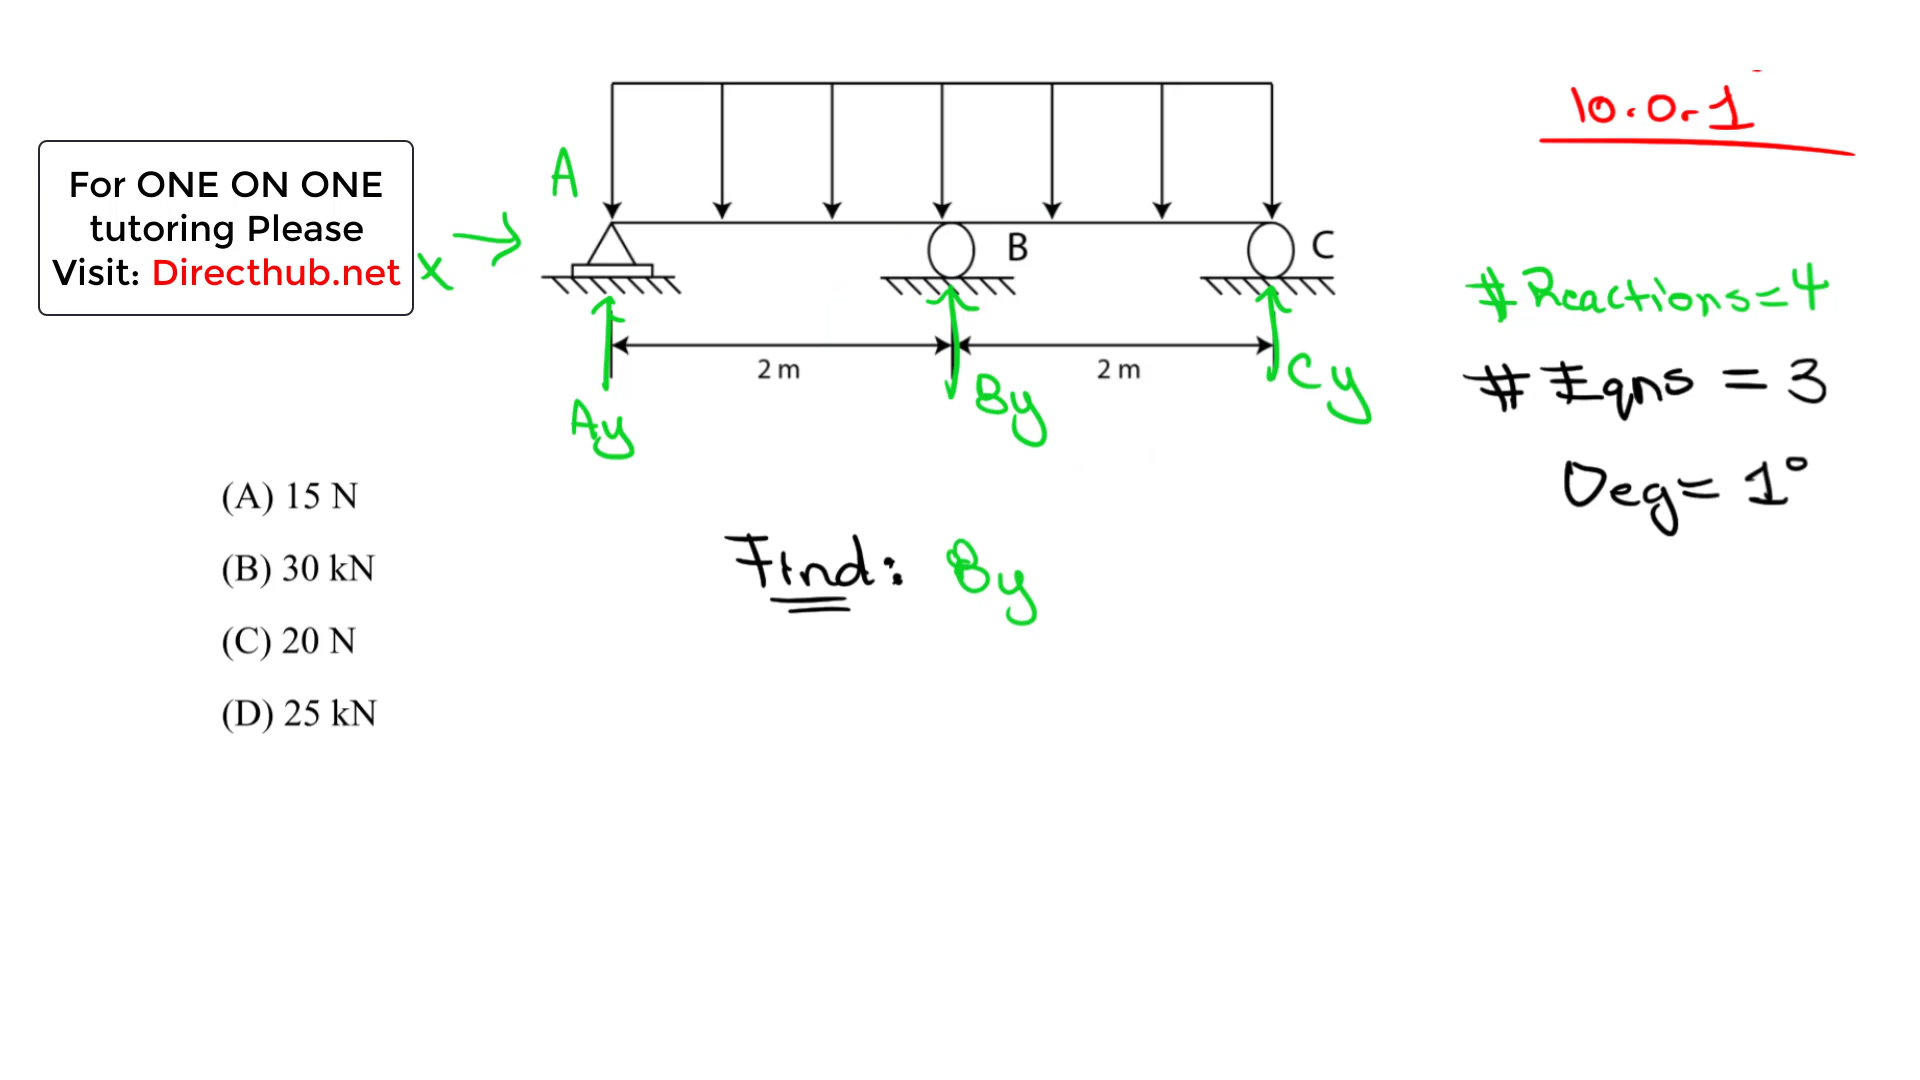 10.0.1
For ONE ON ONE
tutoring Please
Visit: Directhub.net
A
x
B
C
2 m
2 m
Ay
By
Cy
# Reactions=4
# Eqns = 3
Deg= 1°
(A) 15 N
(B) 30 kN
(C) 20 N
(D) 25 kN
Find: By